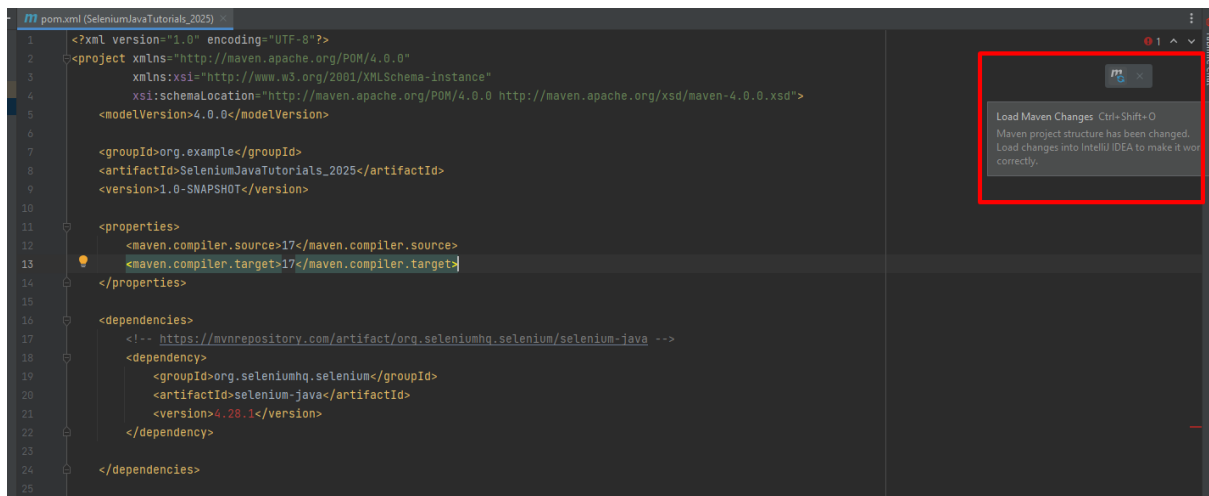 m pom.xml (SeleniumJavaTutorials_2025) ×
1 <?xml version="1.0" encoding="UTF-8"?>
1
2 <project xmlns="http://maven.apache.org/POM/4.0.0"
3 xmlns:xsi="http://www.w3.org/2001/XMLSchema-instance"
4 xsi:schemaLocation="http://maven.apache.org/POM/4.0.0 http://maven.apache.org/xsd/maven-4.0.0.xsd">
5 <modelVersion>4.0.0</modelVersion>
6
7 <groupId>org.example</groupId>
8 <artifactId>SeleniumJavaTutorials_2025</artifactId>
9 <version>1.0-SNAPSHOT</version>
10
11 <properties>
12 <maven.compiler.source>17</maven.compiler.source>
13 <maven.compiler.target>17</maven.compiler.target>
14 </properties>
15
16 <dependencies>
17 <!-- https://mvnrepository.com/artifact/org.seleniumhq.selenium/selenium-java -->
18 <dependency>
19 <groupId>org.seleniumhq.selenium</groupId>
20 <artifactId>selenium-java</artifactId>
21 <version>4.28.1</version>
22 </dependency>
23
24 </dependencies>
25
m ×
Load Maven Changes Ctrl+Shift+O
Maven project structure has been changed.
Load changes into IntelliJ IDEA to make it wor
correctly.